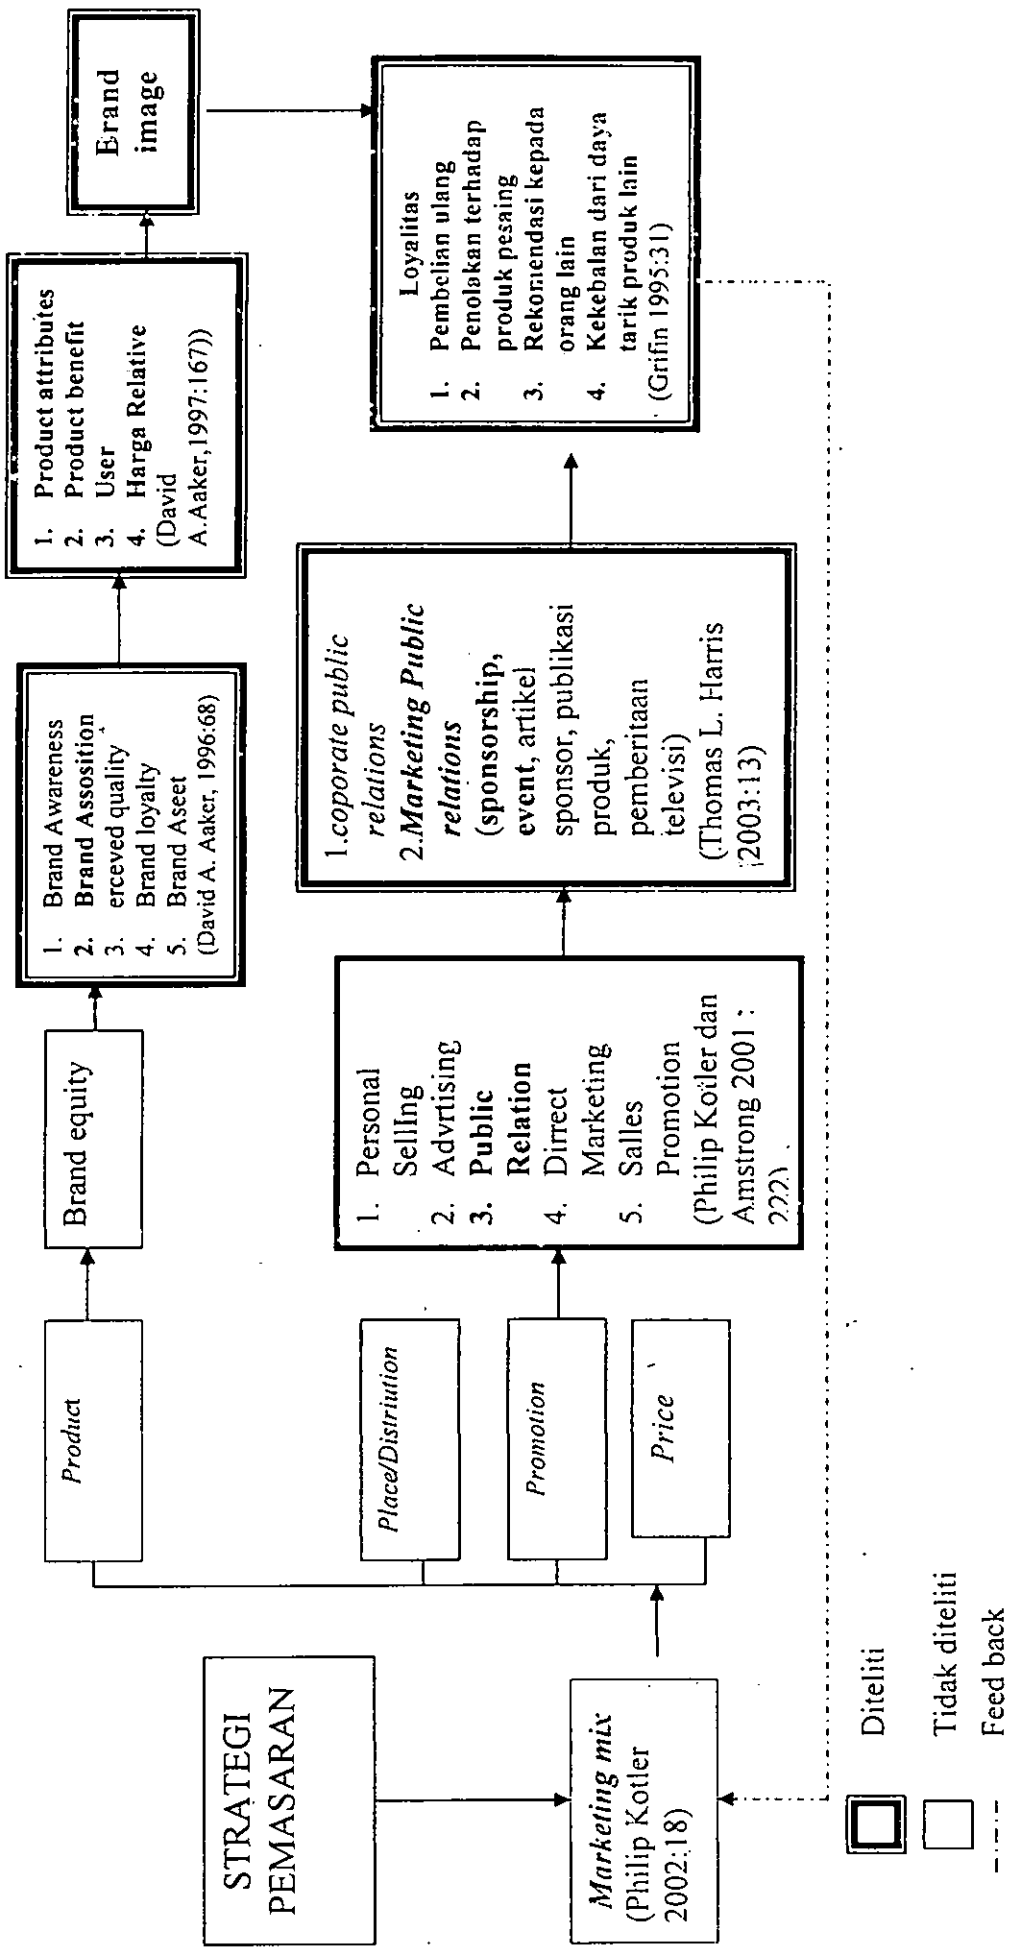 STRATEGI
PEMASARAN
Marketing mix
(Philip Kotler
2002:18)
Product
Place/Distriution
Promotion
Price
Brand equity
1. Brand Awareness
2. Brand Assosition
3. erceved quality
4. Brand loyalty
5. Brand Aseet
(David A. Aaker, 1996:68)
1. Product attributes
2. Product benefit
3. User
4. Harga Relative
(David
A.Aaker,1997:167))
Brand
image
1. Personal
SellIng
2. Advrtising
3. Public
Relation
4. Dirrect
Marketing
5. Salles
Promotion
(Philip Kotler dan
Amstrong 2001 :
1.coporate public
relations
2.Marketing Public
relations
(sponsorship,
event, artikel
sponsor, publikasi
produk,
pemberitaan
televisi)
(Thomas L. Harris
2003:13)
Loyalitas
1. Pembelian ulang
2. Penolakan terhadap
produk pesaing
3. Rekomendasi kepada
orang lain
4. Kekebalan dari daya
tarik produk lain
(Grifin 1995:31)
Diteliti
Tidak diteliti
Feed back